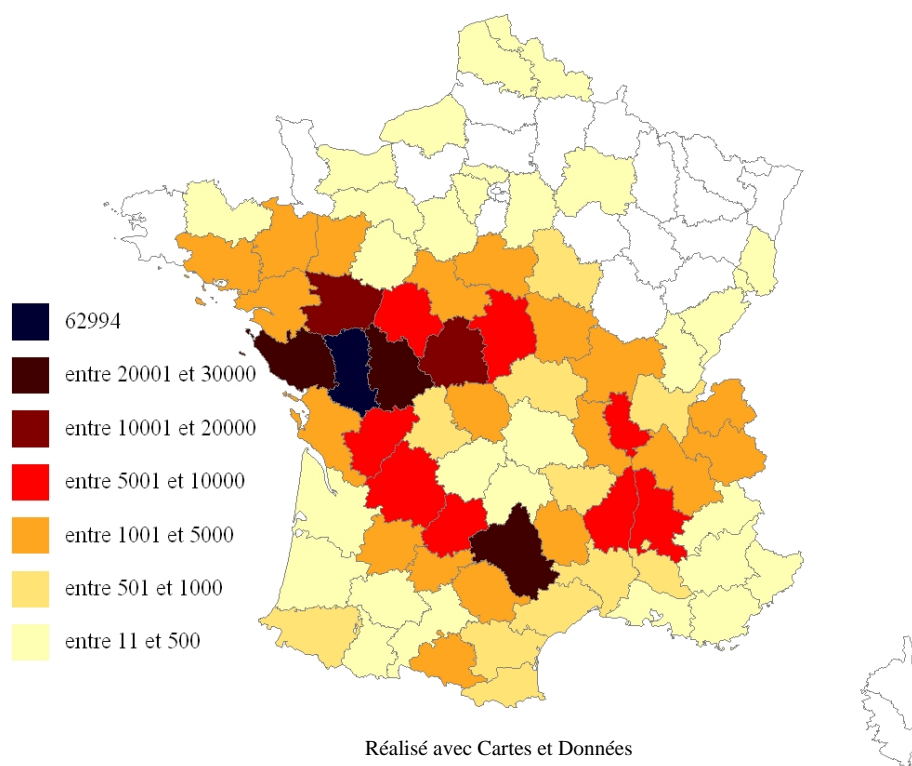 62994
entre 20001 et 30000
entre 10001 et 20000
entre 5001 et 10000
entre 1001 et 5000
entre 501 et 1000
entre 11 et 500
Réalisé avec Cartes et Données